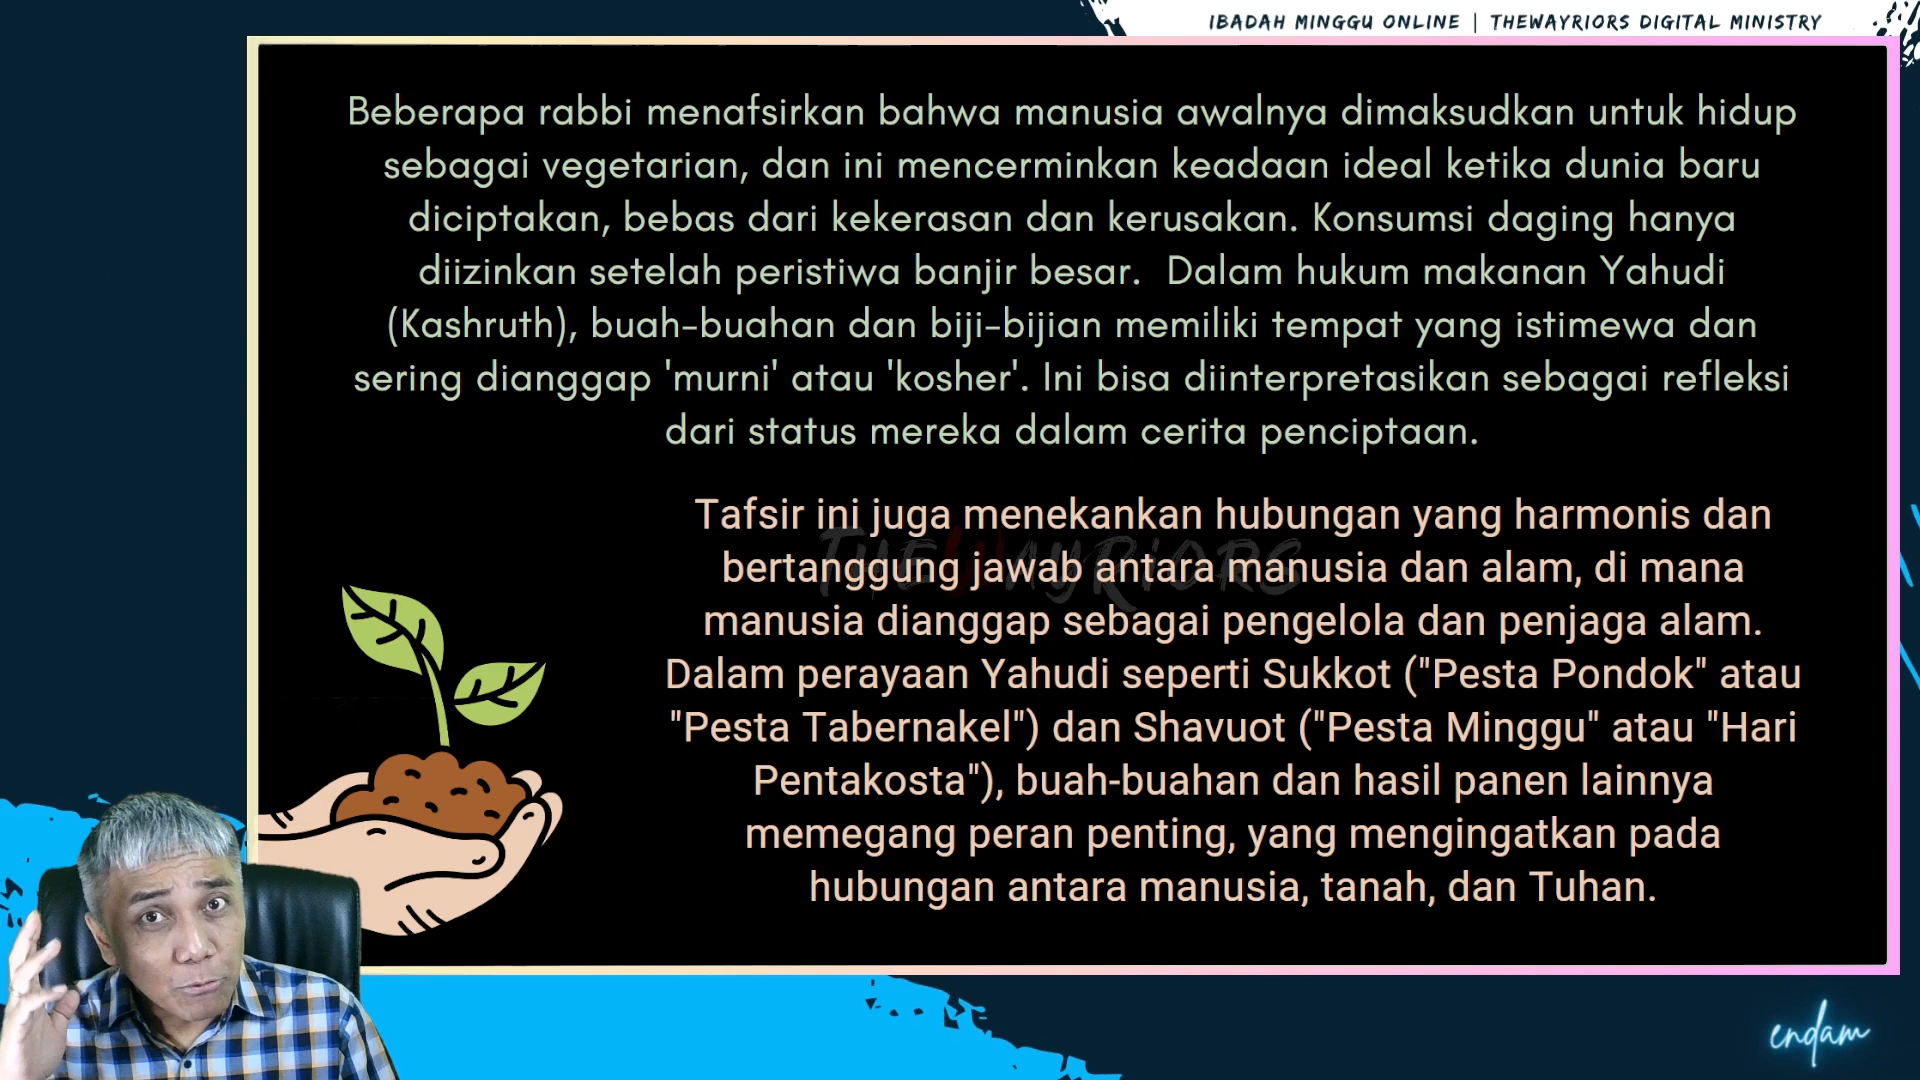 IBADAH MINGGU ONLINE | THEWAYRIORS DIGITAL MINISTRY
Beberapa rabbi menafsirkan bahwa manusia awalnya dimaksudkan untuk hidup
sebagai vegetarian, dan ini mencerminkan keadaan ideal ketika dunia baru
diciptakan, bebas dari kekerasan dan kerusakan. Konsumsi daging hanya
diizinkan setelah peristiwa banjir besar. Dalam hukum makanan Yahudi
(Kashruth), buah-buahan dan biji-bijian memiliki tempat yang istimewa dan
sering dianggap 'murni' atau 'kosher'. Ini bisa diinterpretasikan sebagai refleksi
dari status mereka dalam cerita penciptaan.
Tafsir ini juga menekankan hubungan yang harmonis dan
THEWAYRIORS
bertanggung jawab antara manusia dan alam, di mana
manusia dianggap sebagai pengelola dan penjaga alam.
Dalam perayaan Yahudi seperti Sukkot ("Pesta Pondok" atau
"Pesta Tabernakel") dan Shavuot ("Pesta Minggu" atau "Hari
Pentakosta"), buah-buahan dan hasil panen lainnya
memegang peran penting, yang mengingatkan pada
hubungan antara manusia, tanah, dan Tuhan.
endam